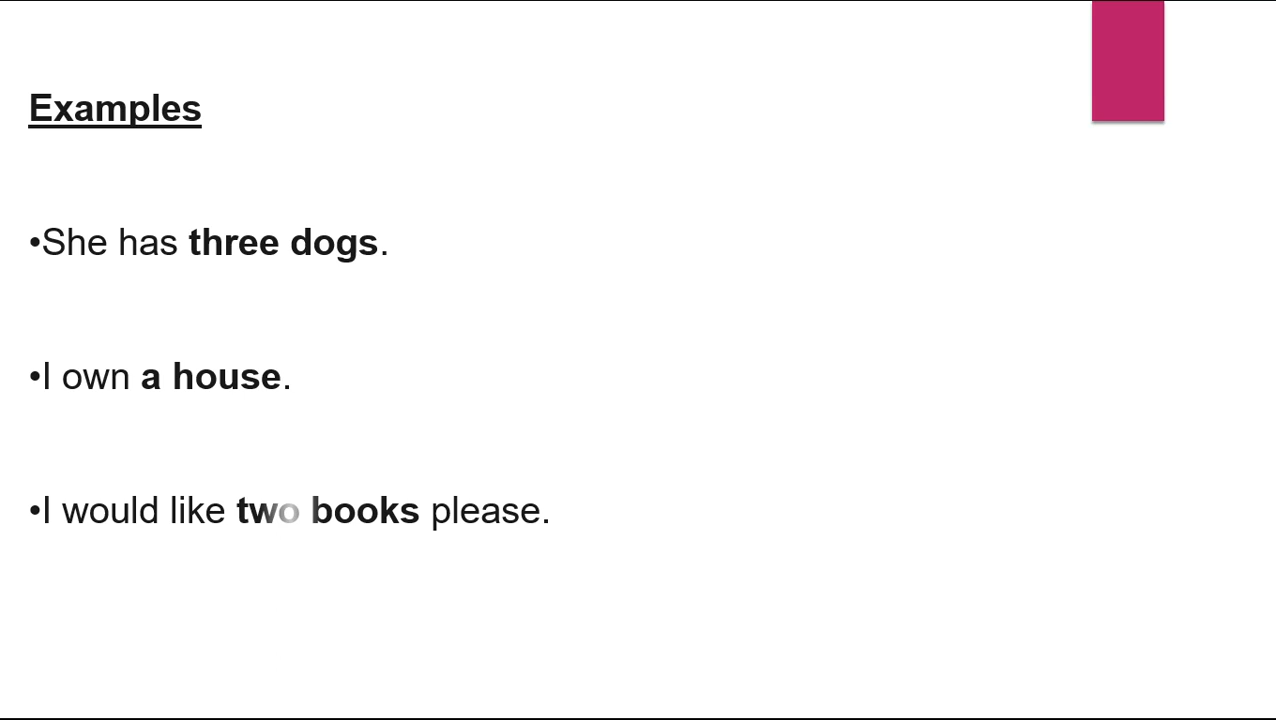 Examples
•She has three dogs.
•I own a house.
•I would like two books please.